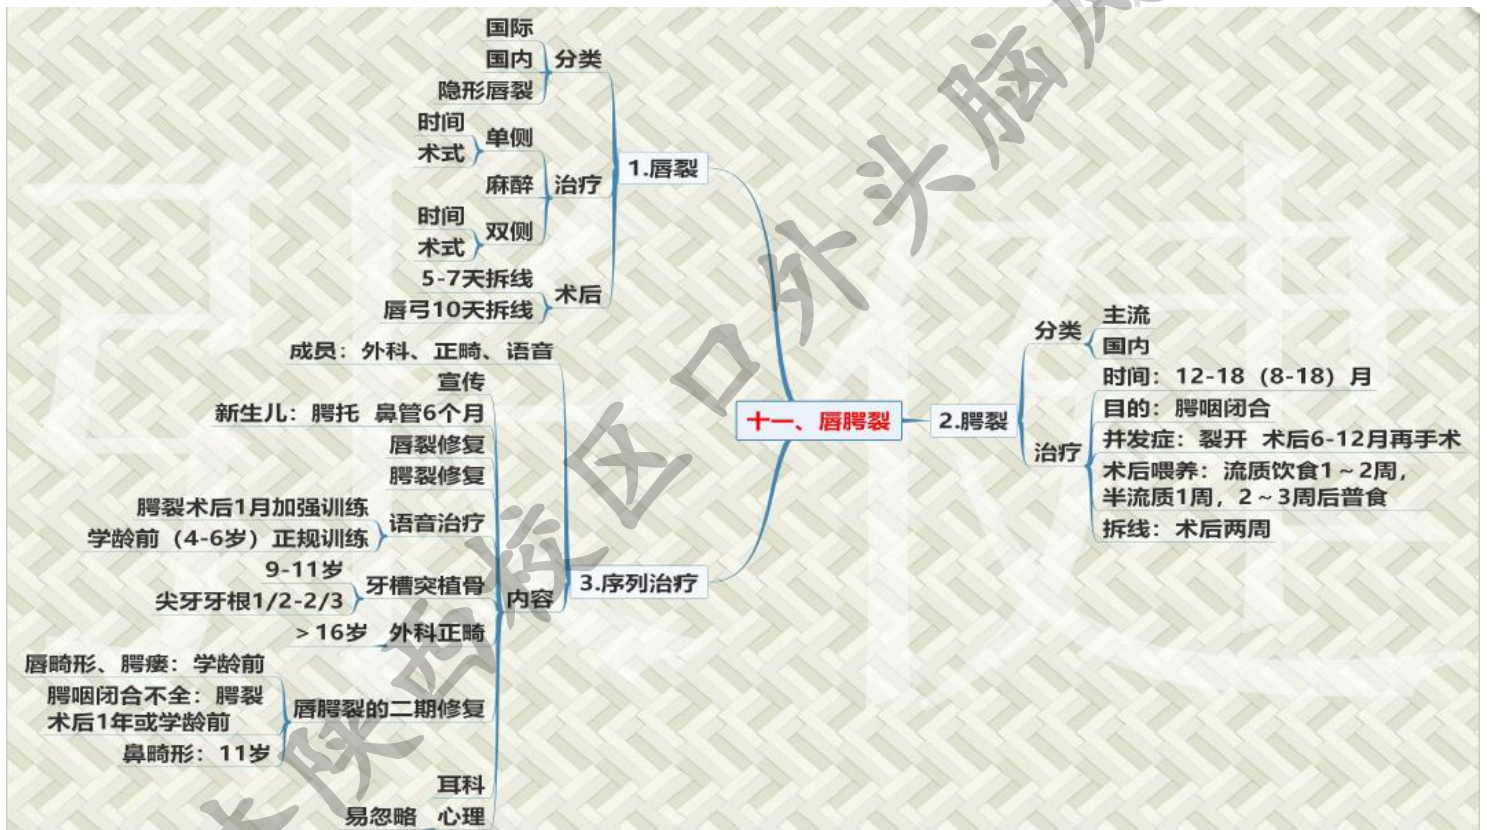 十一、唇腭裂
1.唇裂
分类
国际
国内
隐形唇裂
治疗
单侧
时间
术式
麻醉
双侧
时间
术式
术后
5-7天拆线
唇弓10天拆线
2.腭裂
分类
主流
国内
治疗
时间：12-18（8-18）月
目的：腭咽闭合
并发症：裂开 术后6-12月再手术
术后喂养：流质饮食1～2周，
半流质1周，2～3周后普食
拆线：术后两周
3.序列治疗
成员：外科、正畸、语音
内容
宣传
新生儿：腭托 鼻管6个月
唇裂修复
腭裂修复
语音治疗
腭裂术后1月加强训练
学龄前（4-6岁）正规训练
牙槽突植骨
9-11岁
尖牙牙根1/2-2/3
外科正畸
＞16岁
唇腭裂的二期修复
唇畸形、腭瘘：学龄前
腭咽闭合不全：腭裂
术后1年或学龄前
鼻畸形：11岁
耳科
心理
易忽略
陕西校区口外头脑风